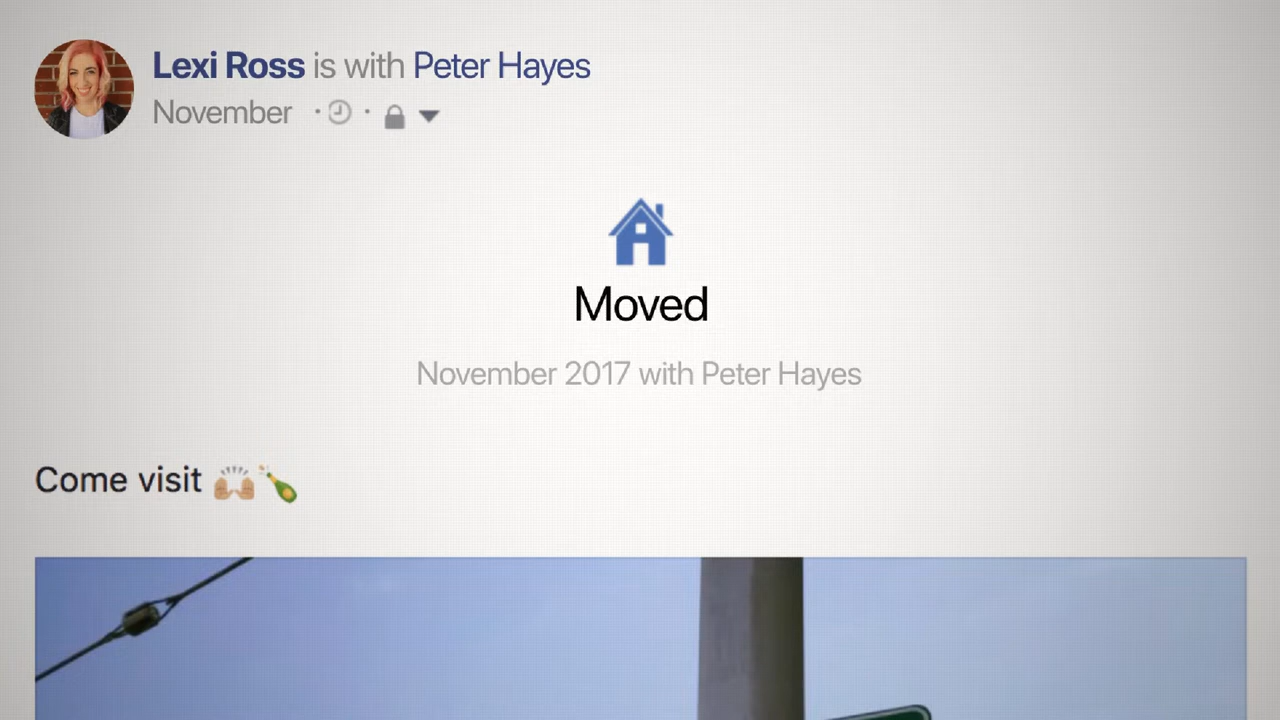 Lexi Ross is with Peter Hayes
November
Moved
November 2017 with Peter Hayes
Come visit 🙌🏼🍾